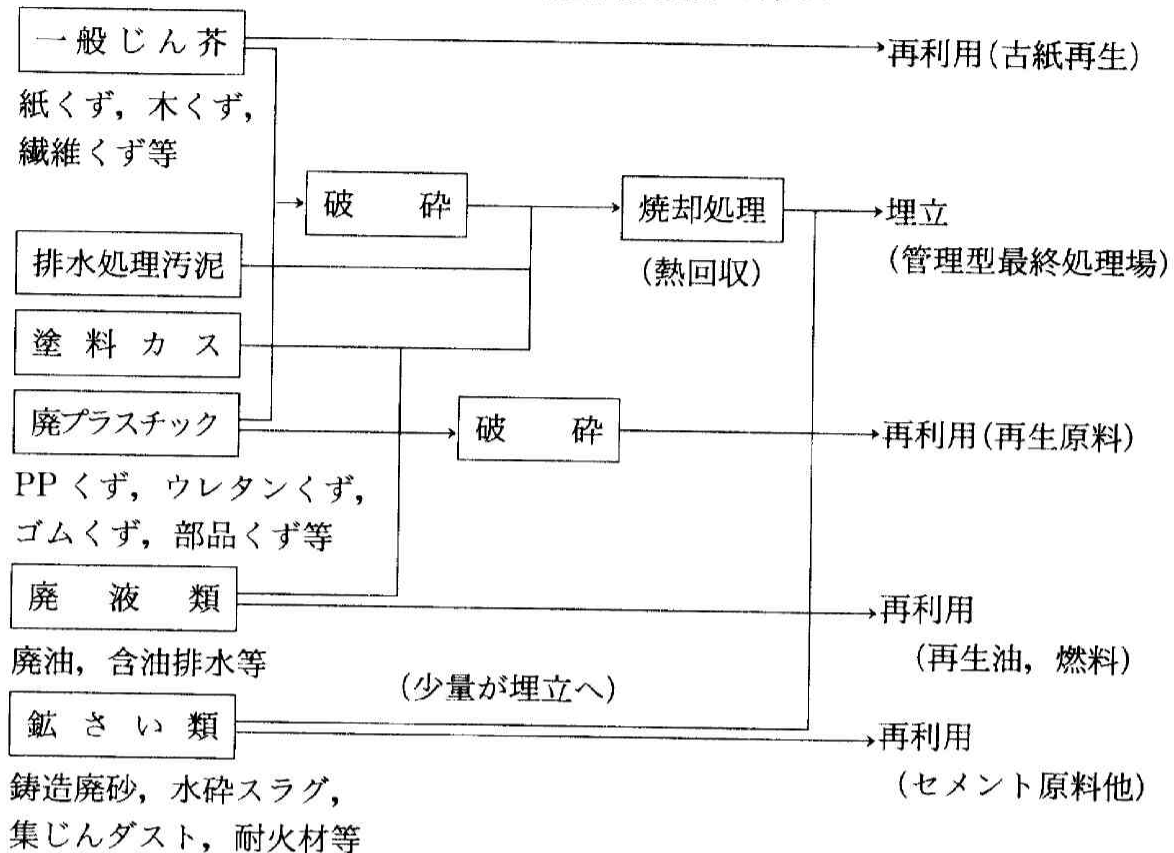 一般じん芥
再利用(古紙再生)
紙くず，木くず，
繊維くず等
破　砕
焼却処理
埋立
(熱回収)
(管理型最終処理場)
排水処理汚泥
塗料カス
廃プラスチック
破　砕
再利用(再生原料)
PPくず，ウレタンくず，
ゴムくず，部品くず等
廃液類
再利用
(再生油，燃料)
廃油，含油排水等
(少量が埋立へ)
鉱さい類
再利用
(セメント原料他)
鋳造廃砂，水砕スラグ，
集じんダスト，耐火材等